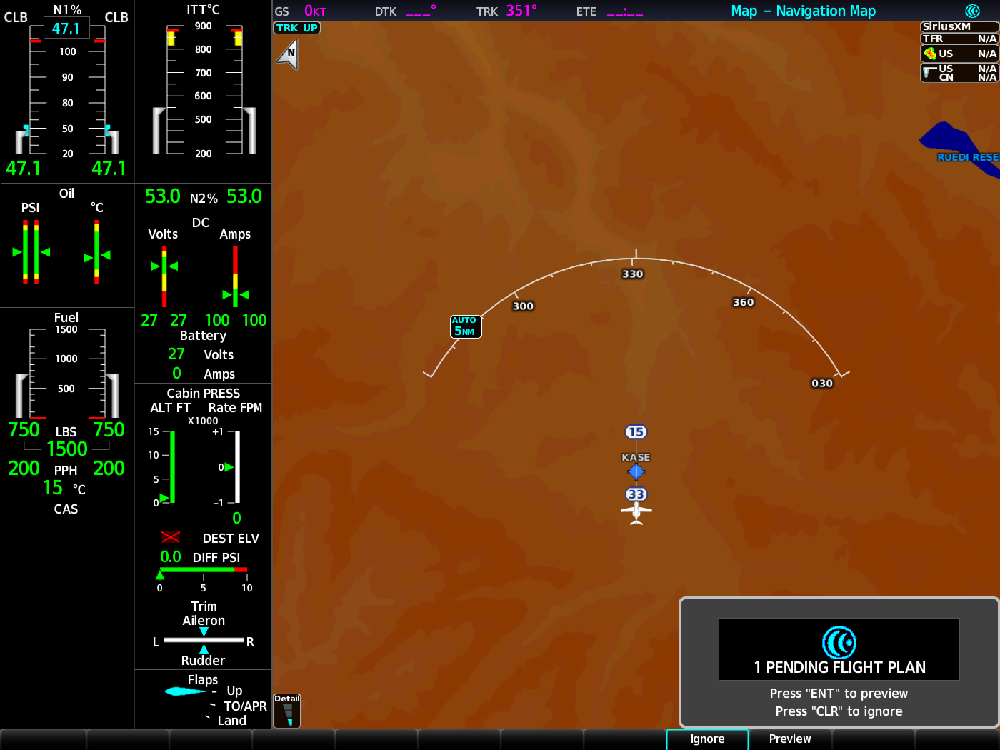 GS 0KT DTK ___° TRK 351° ETE __:__ Map – Navigation Map
CLB N1% CLB
47.1
100
90
80
50
20
47.1 47.1
ITT°C
900
800
700
600
500
200
53.0 N2% 53.0
Oil
PSI °C
DC
Volts Amps
27 27 100 100
Battery
27 Volts
0 Amps
Fuel
1500
1000
500
750 LBS 750
1500
200 PPH 200
15 °C
CAS
Cabin PRESS
ALT FT Rate FPM
X1000
15 +1
10
0
5
0 –1
0
DEST ELV
0.0 DIFF PSI
0 5 10
Trim
Aileron
L R
Rudder
Flaps
Up
TO/APR
Land
TRK UP
N
SiriusXM
TFR N/A
US N/A
US N/A
CN N/A
RUEDI RESE
330
300
360
030
AUTO
5NM
15
KASE
33
Detail
1 PENDING FLIGHT PLAN
Press "ENT" to preview
Press "CLR" to ignore
Ignore Preview